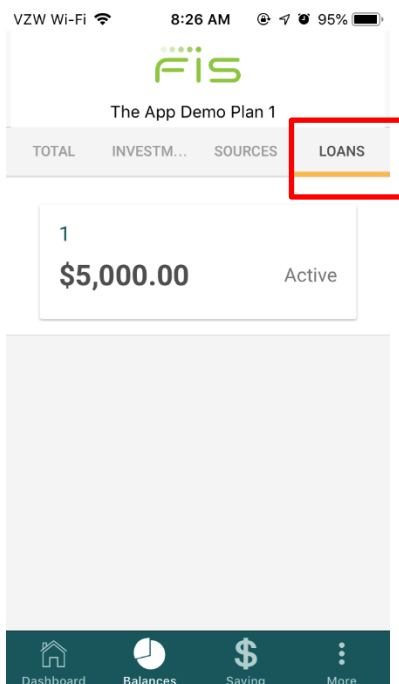 VZW Wi-Fi 8:26 AM 95%
FIS
The App Demo Plan 1
TOTAL INVESTM... SOURCES LOANS
1
$5,000.00 Active
Dashboard Balances Saving More